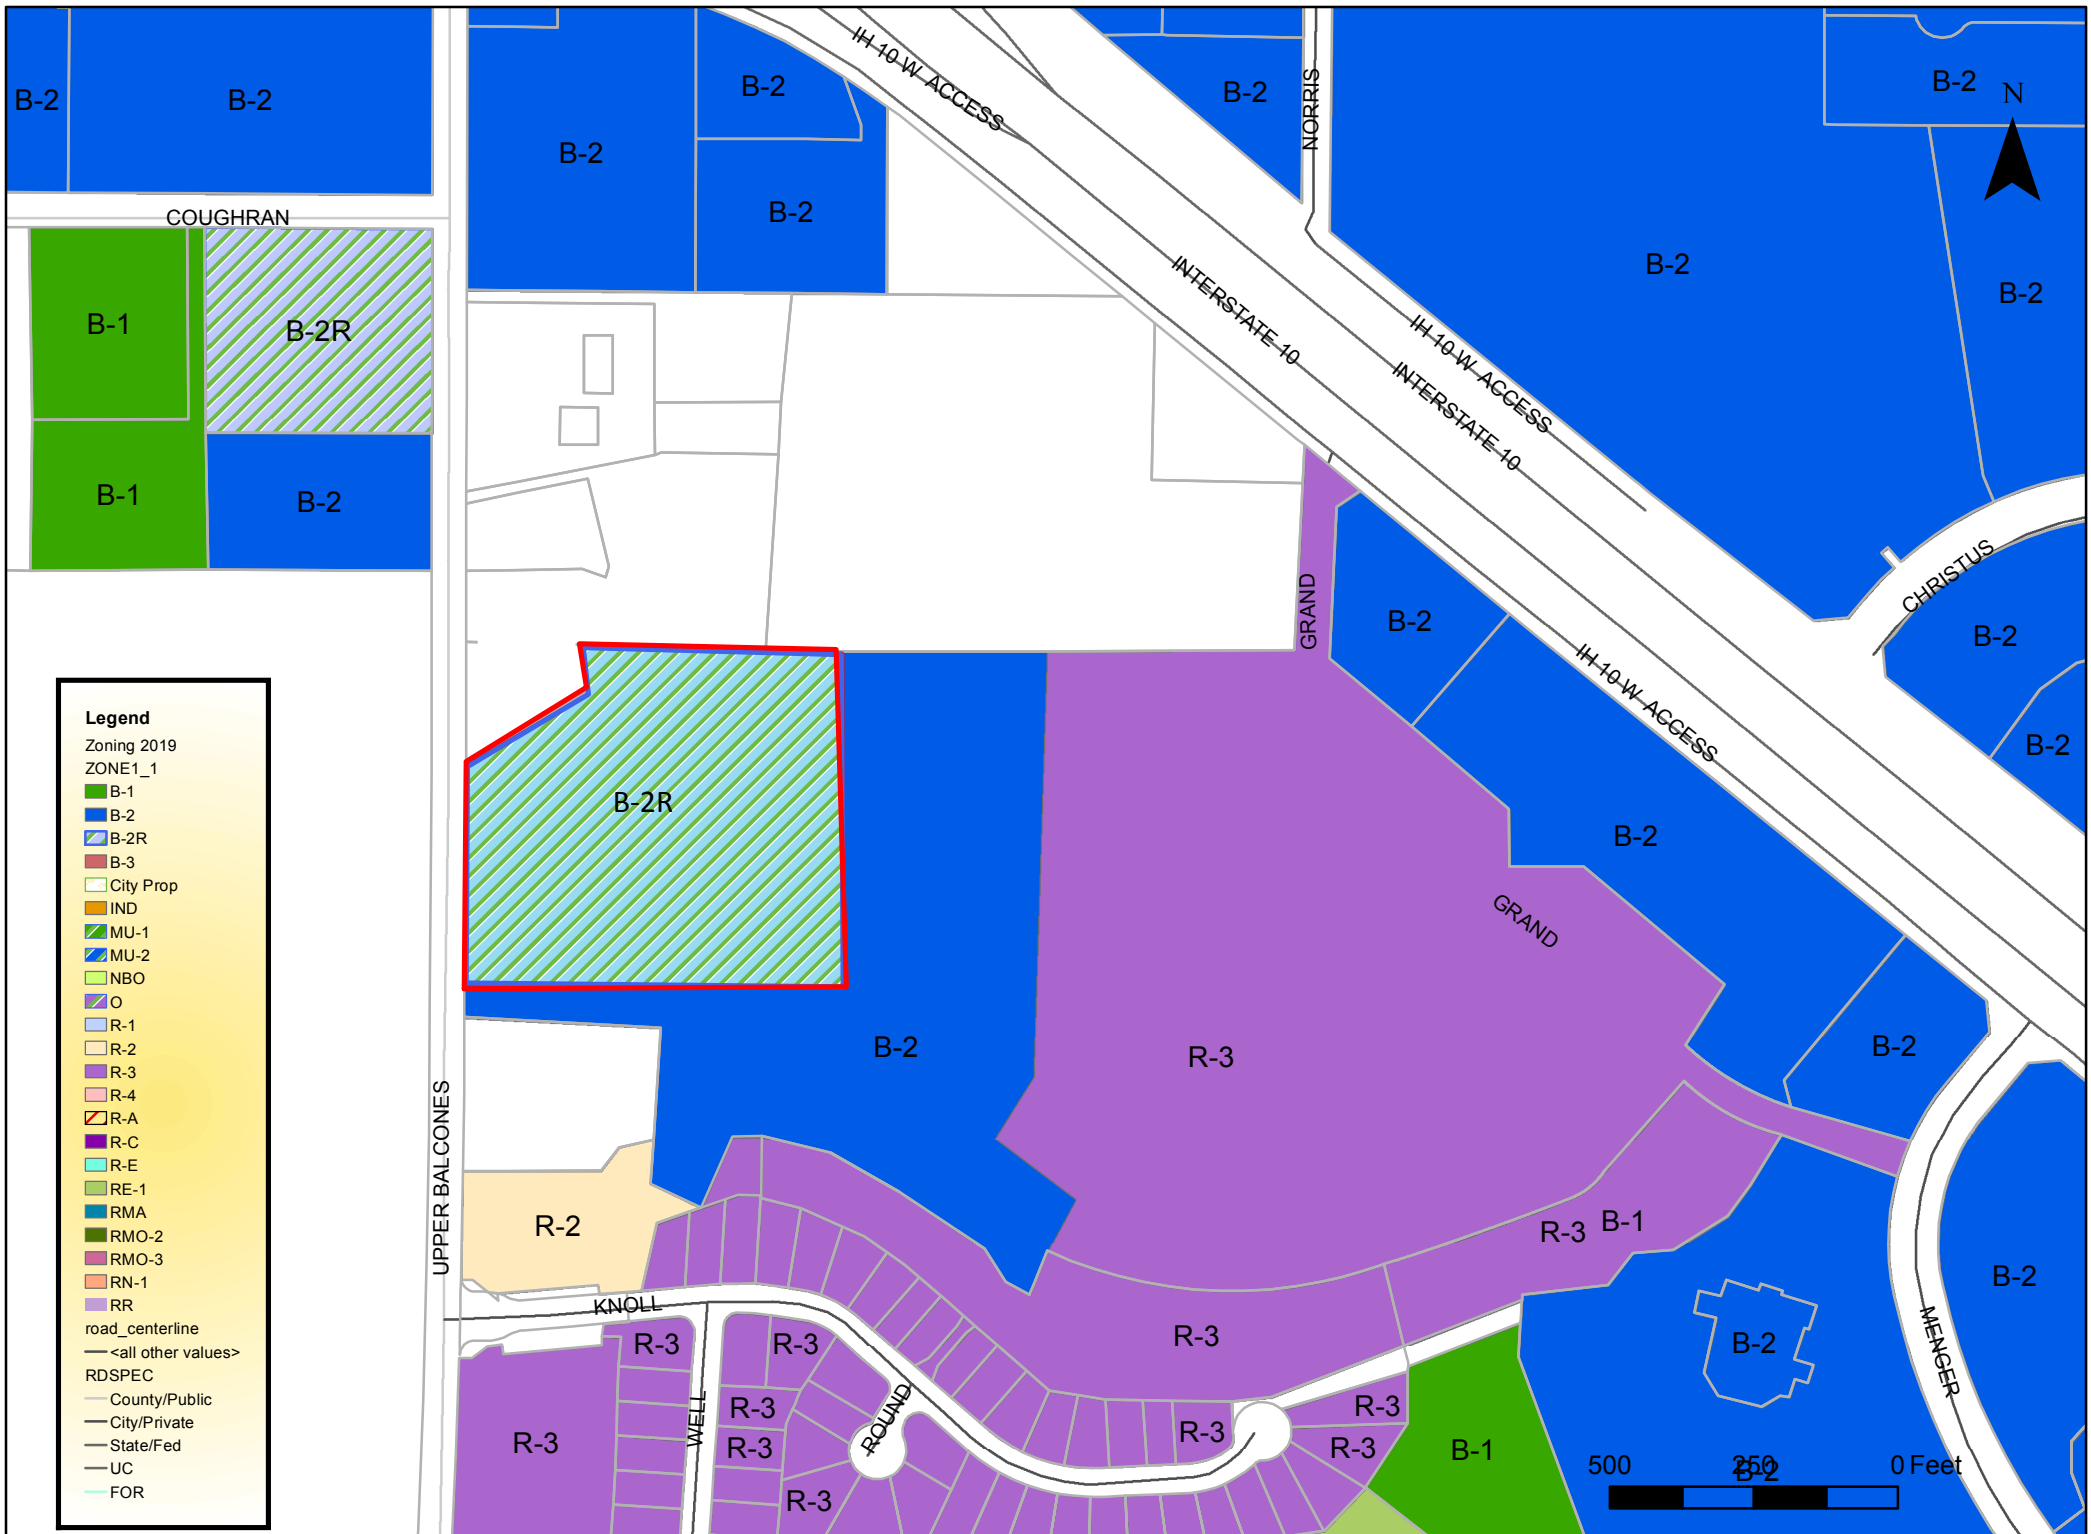 IH 10 W ACCESS
B-2
B-2
B-2
B-2
NORRIS
B-2
N
B-2
B-2
COUGHRAN
B-2
B-2
B-2
B-1
B-2R
INTERSTATE 10
IH 10 W ACCESS
INTERSTATE 10
B-1
B-2
CHRISTUS
GRAND
B-2
B-2
IH 10 W ACCESS
B-2
B-2R
B-2
GRAND
B-2
R-3
B-2
UPPER BALCONES
R-2
R-3
B-1
B-2
KNOLL
R-3
R-3
R-3
B-2
MENGER
R-3
WELL
R-3
R-3
ROUND
R-3
R-3
R-3
R-3
R-3
B-1
B-2
500
250
0 Feet
Legend
Zoning 2019
ZONE1_1
B-1
B-2
B-2R
B-3
City Prop
IND
MU-1
MU-2
NBO
O
R-1
R-2
R-3
R-4
R-A
R-C
R-E
RE-1
RMA
RMO-2
RMO-3
RN-1
RR
road_centerline
<all other values>
RDSPEC
County/Public
City/Private
State/Fed
UC
FOR